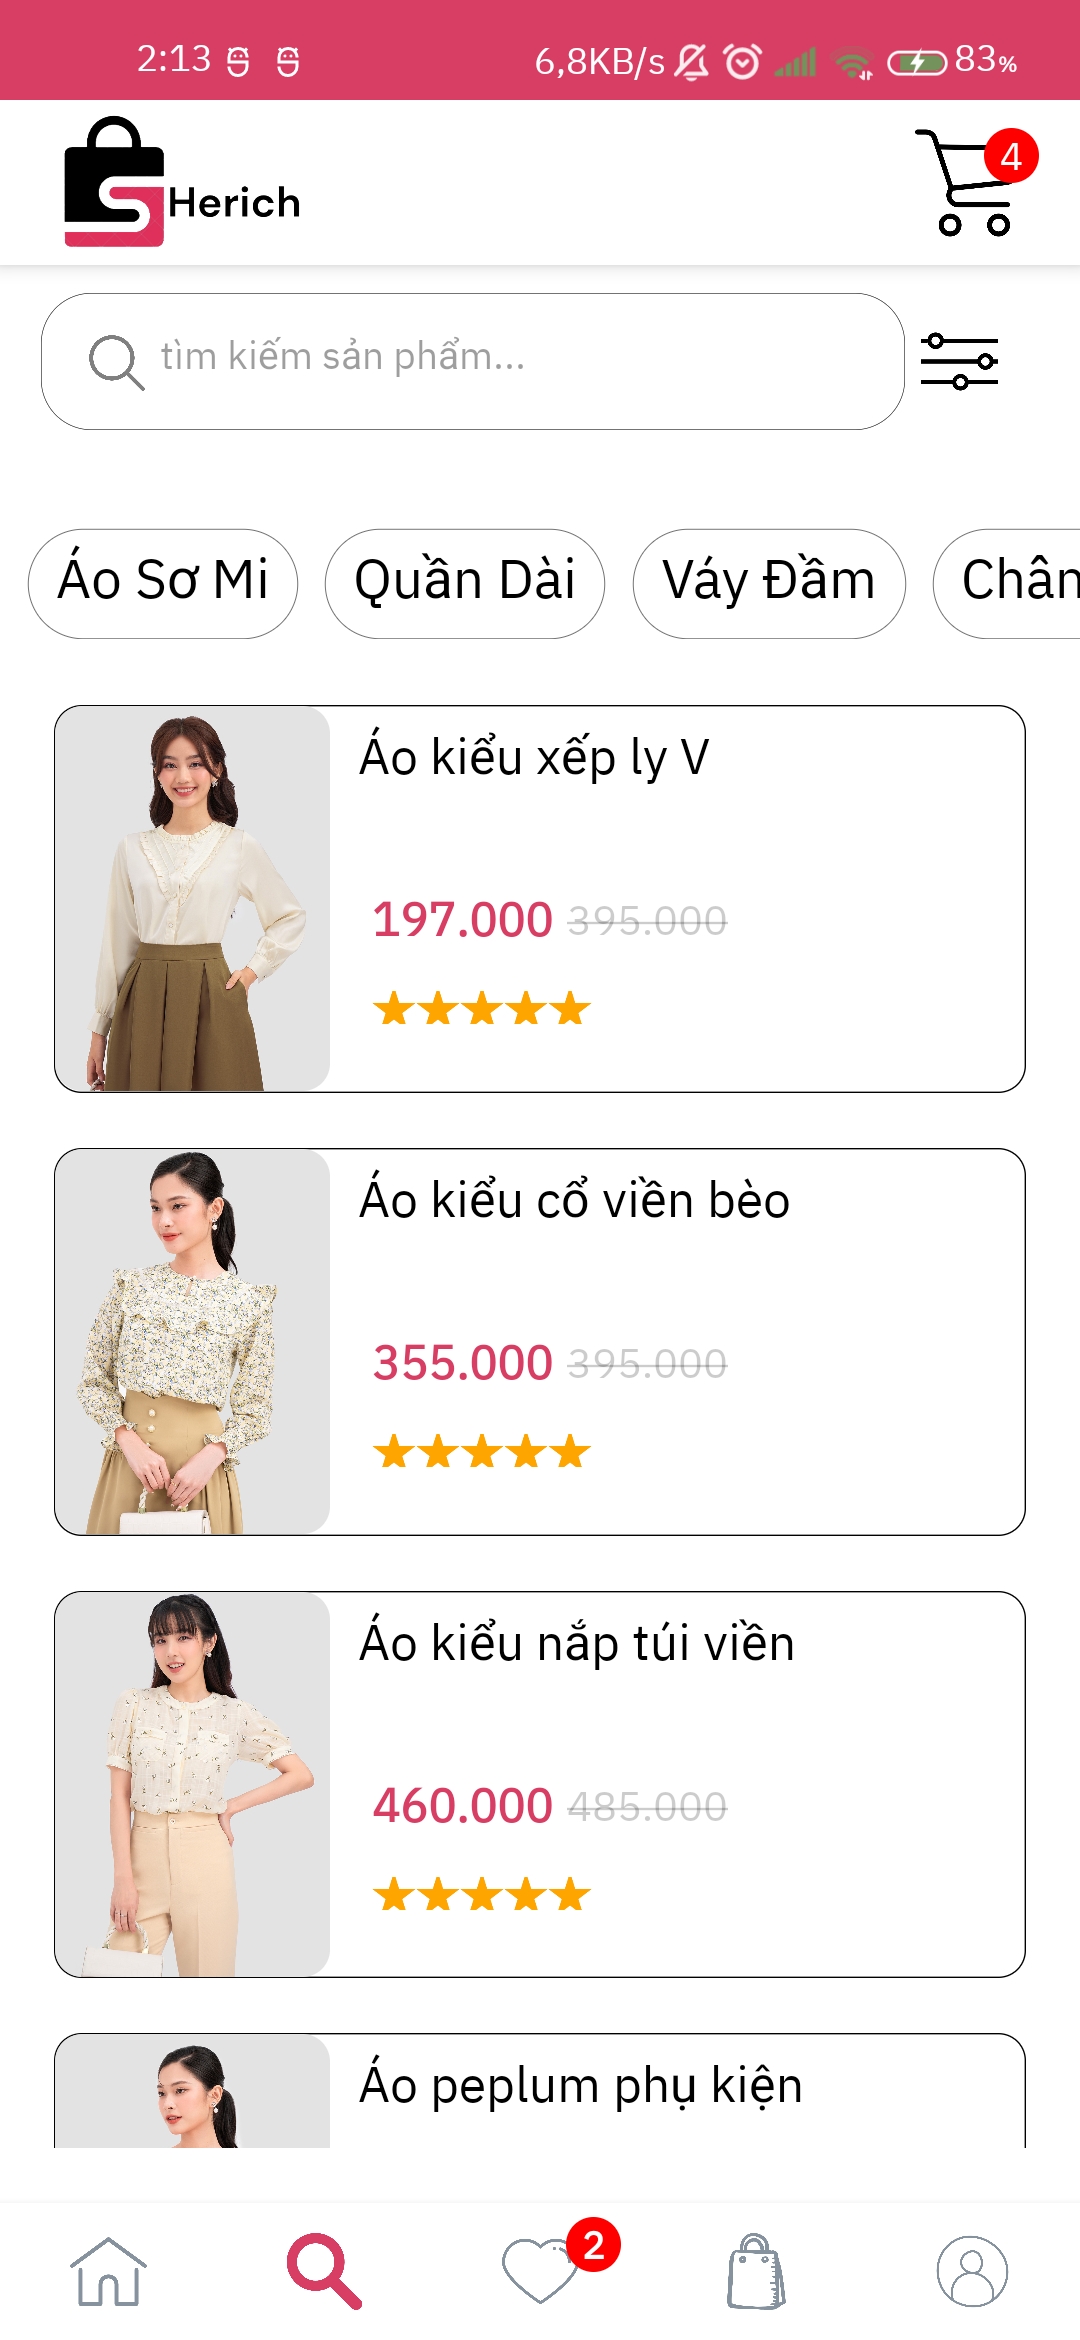 2:13 6,8KB/s 83%
SHerich 4
tìm kiếm sản phẩm...
Áo Sơ Mi Quần Dài Váy Đầm Chân
Áo kiểu xếp ly V
197.000 395.000
Áo kiểu cổ viền bèo
355.000 395.000
Áo kiểu nắp túi viền
460.000 485.000
Áo peplum phụ kiện
2